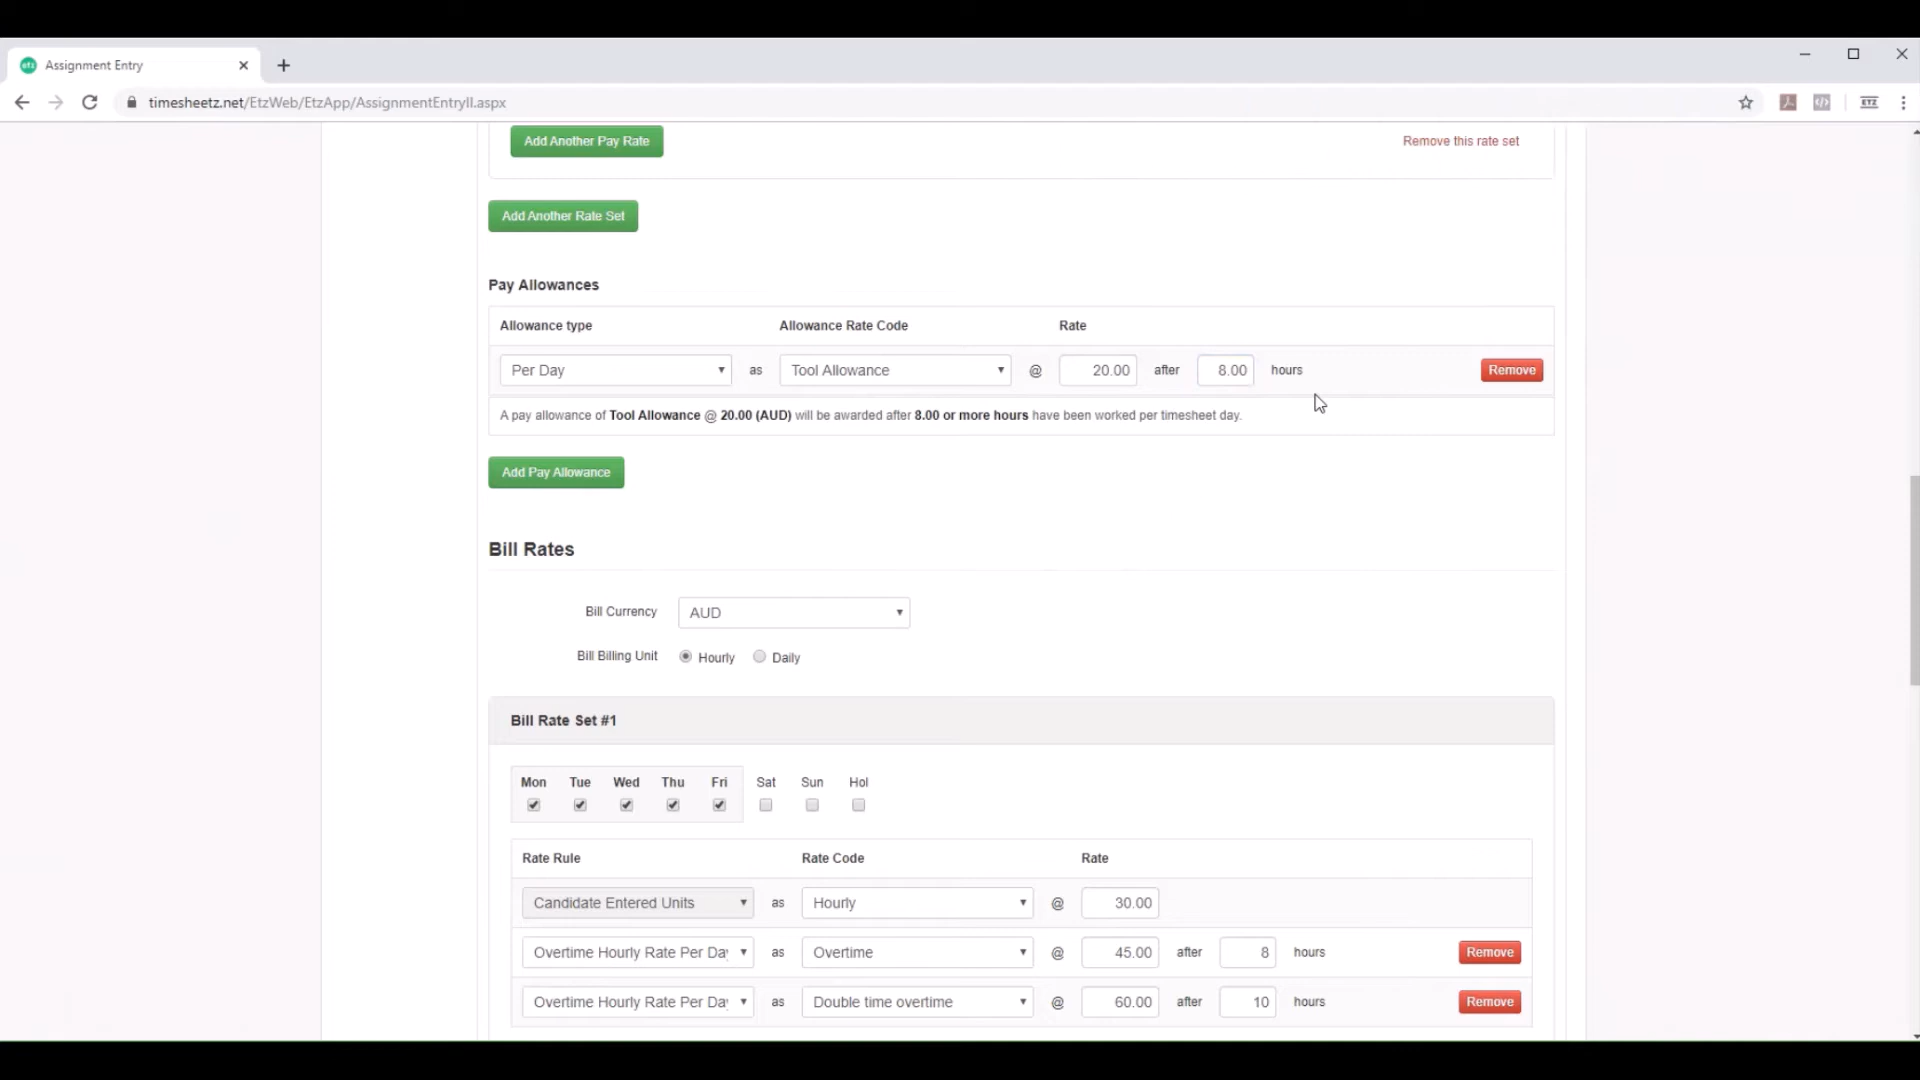 etz Assignment Entry
timesheetz.net/EtzWeb/EtzApp/AssignmentEntryII.aspx ETZ
Add Another Pay Rate Remove this rate set
Add Another Rate Set
Pay Allowances
Allowance type Allowance Rate Code Rate
Per Day as Tool Allowance @ 20.00 after 8.00 hours Remove
A pay allowance of Tool Allowance @ 20.00 (AUD) will be awarded after 8.00 or more hours have been worked per timesheet day.
Add Pay Allowance
Bill Rates
Bill Currency AUD
Bill Billing Unit Hourly Daily
Bill Rate Set #1
Mon Tue Wed Thu Fri Sat Sun Hol
Rate Rule Rate Code Rate
Candidate Entered Units as Hourly @ 30.00
Overtime Hourly Rate Per Da as Overtime @ 45.00 after 8 hours Remove
Overtime Hourly Rate Per Da as Double time overtime @ 60.00 after 10 hours Remove